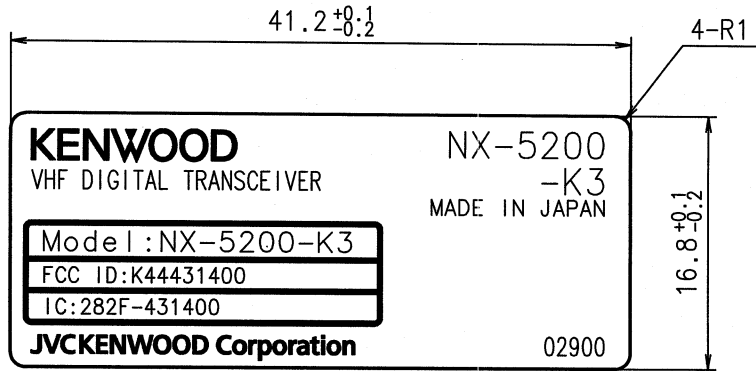 41.2 +0.1 -0.2
4-R1
KENWOOD
VHF DIGITAL TRANSCEIVER
NX-5200
-K3
MADE IN JAPAN
Model:NX-5200-K3
FCC ID:K44431400
IC:282F-431400
JVCKENWOOD Corporation
02900
16.8 +0.1 -0.2